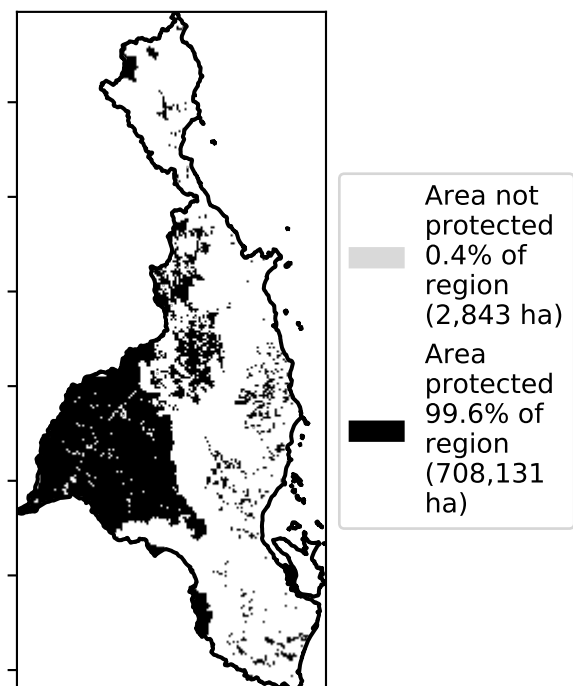 Area not
protected
0.4% of
region
(2,843 ha)
Area
protected
99.6% of
region
(708,131
ha)